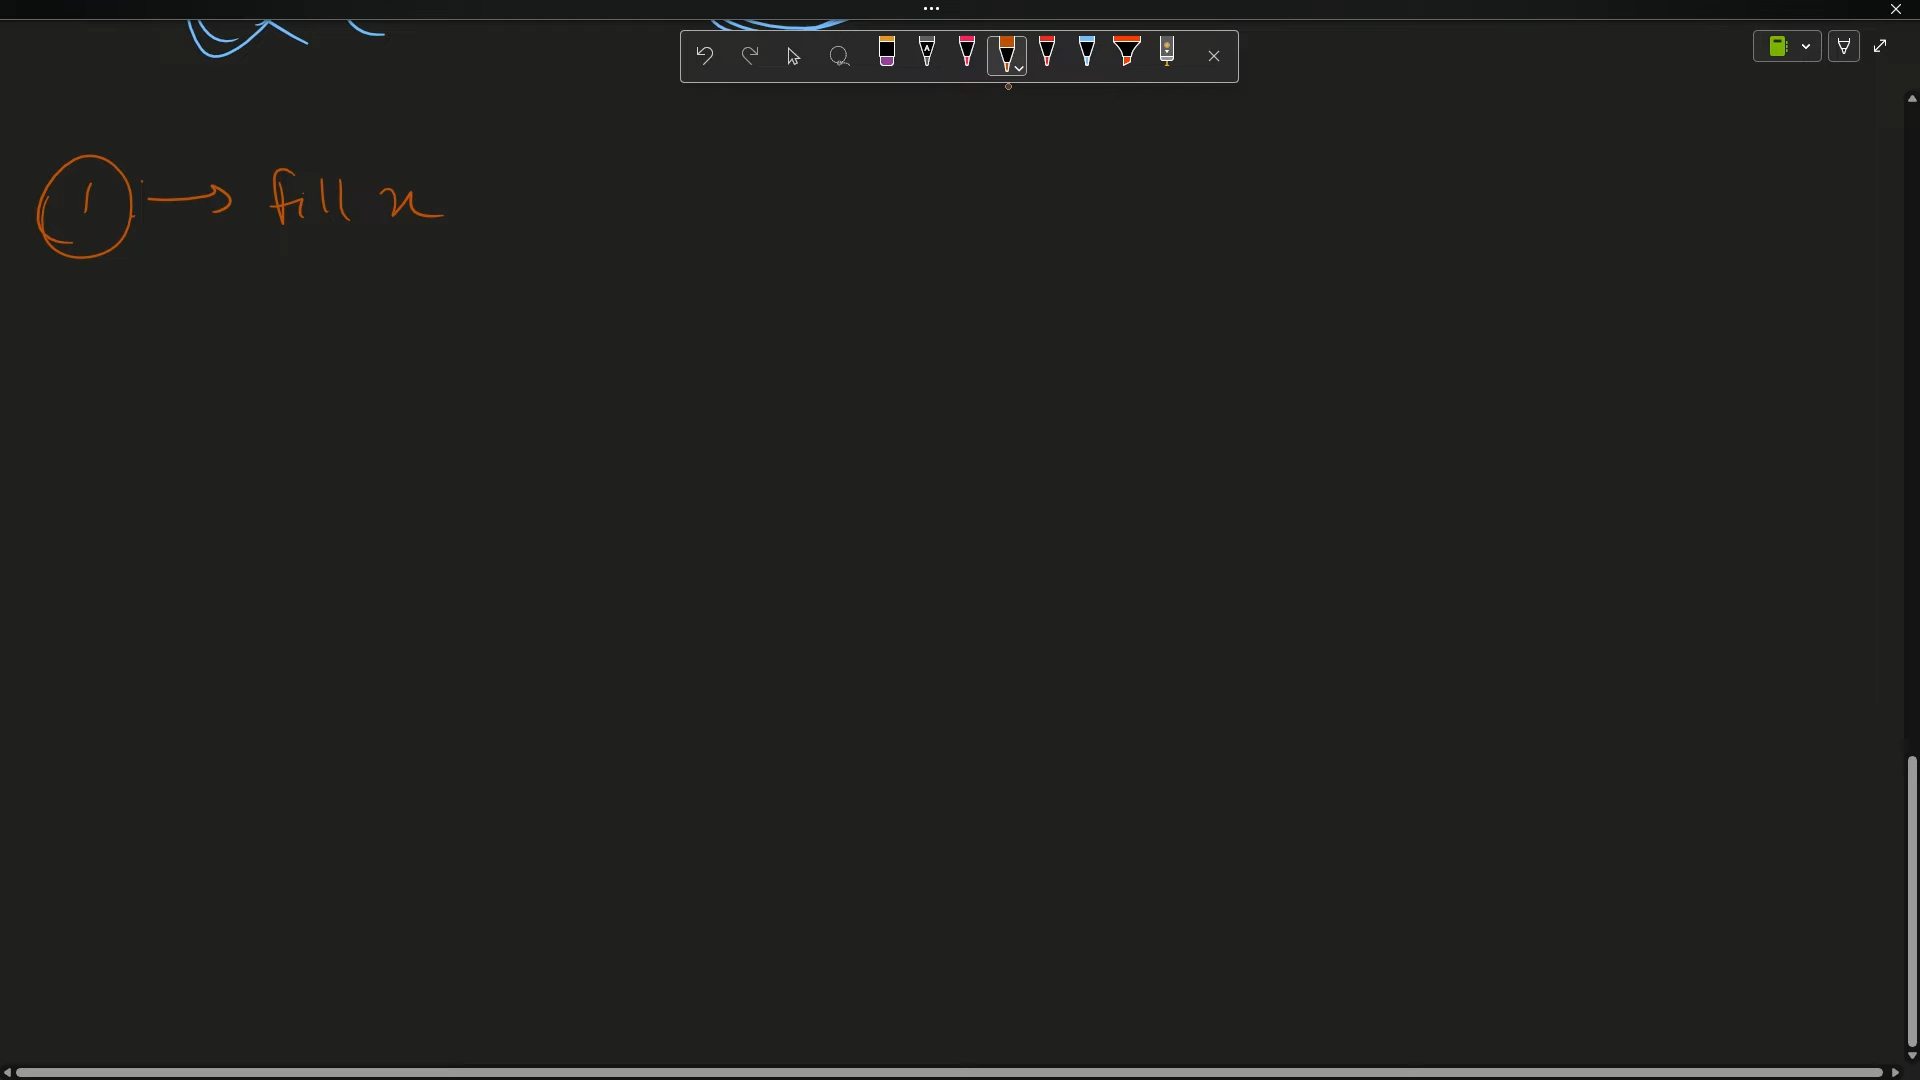 1 → fill x